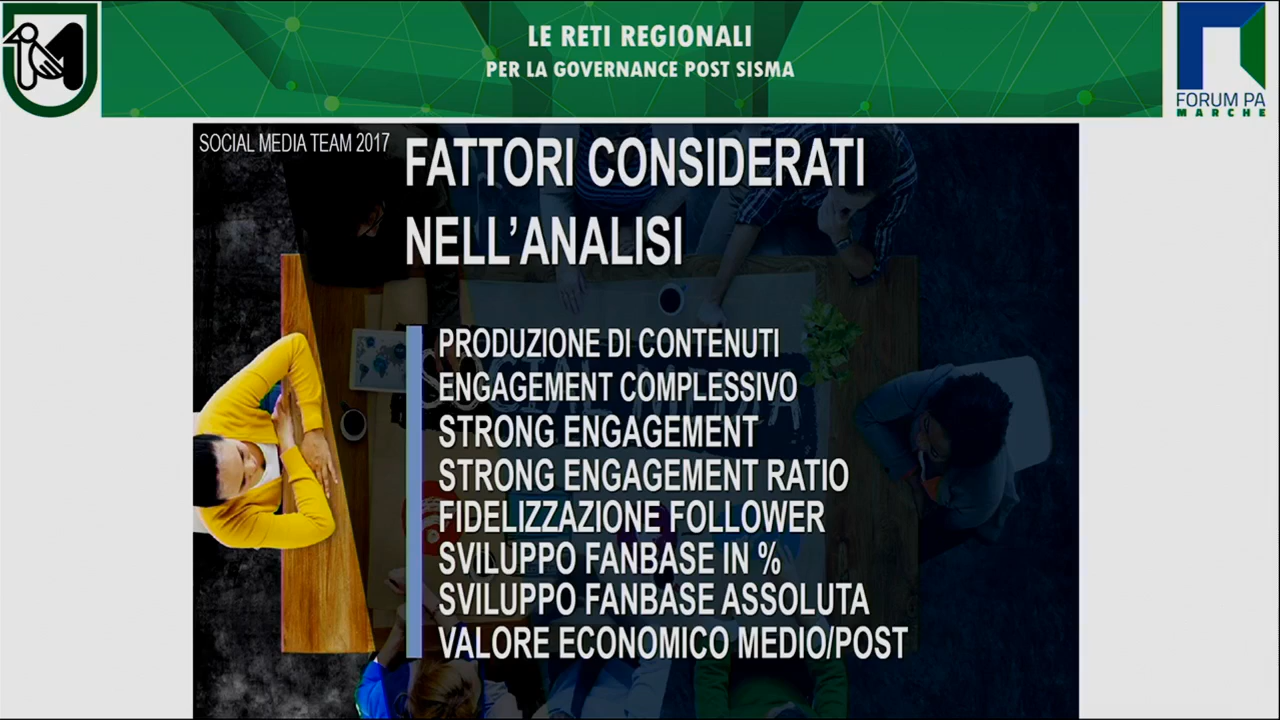 LE RETI REGIONALI
PER LA GOVERNANCE POST SISMA
FORUM PA
MARCHE
SOCIAL MEDIA TEAM 2017
FATTORI CONSIDERATI
NELL'ANALISI
PRODUZIONE DI CONTENUTI
ENGAGEMENT COMPLESSIVO
STRONG ENGAGEMENT
STRONG ENGAGEMENT RATIO
FIDELIZZAZIONE FOLLOWER
SVILUPPO FANBASE IN %
SVILUPPO FANBASE ASSOLUTA
VALORE ECONOMICO MEDIO/POST
SOCIAL MEDIA